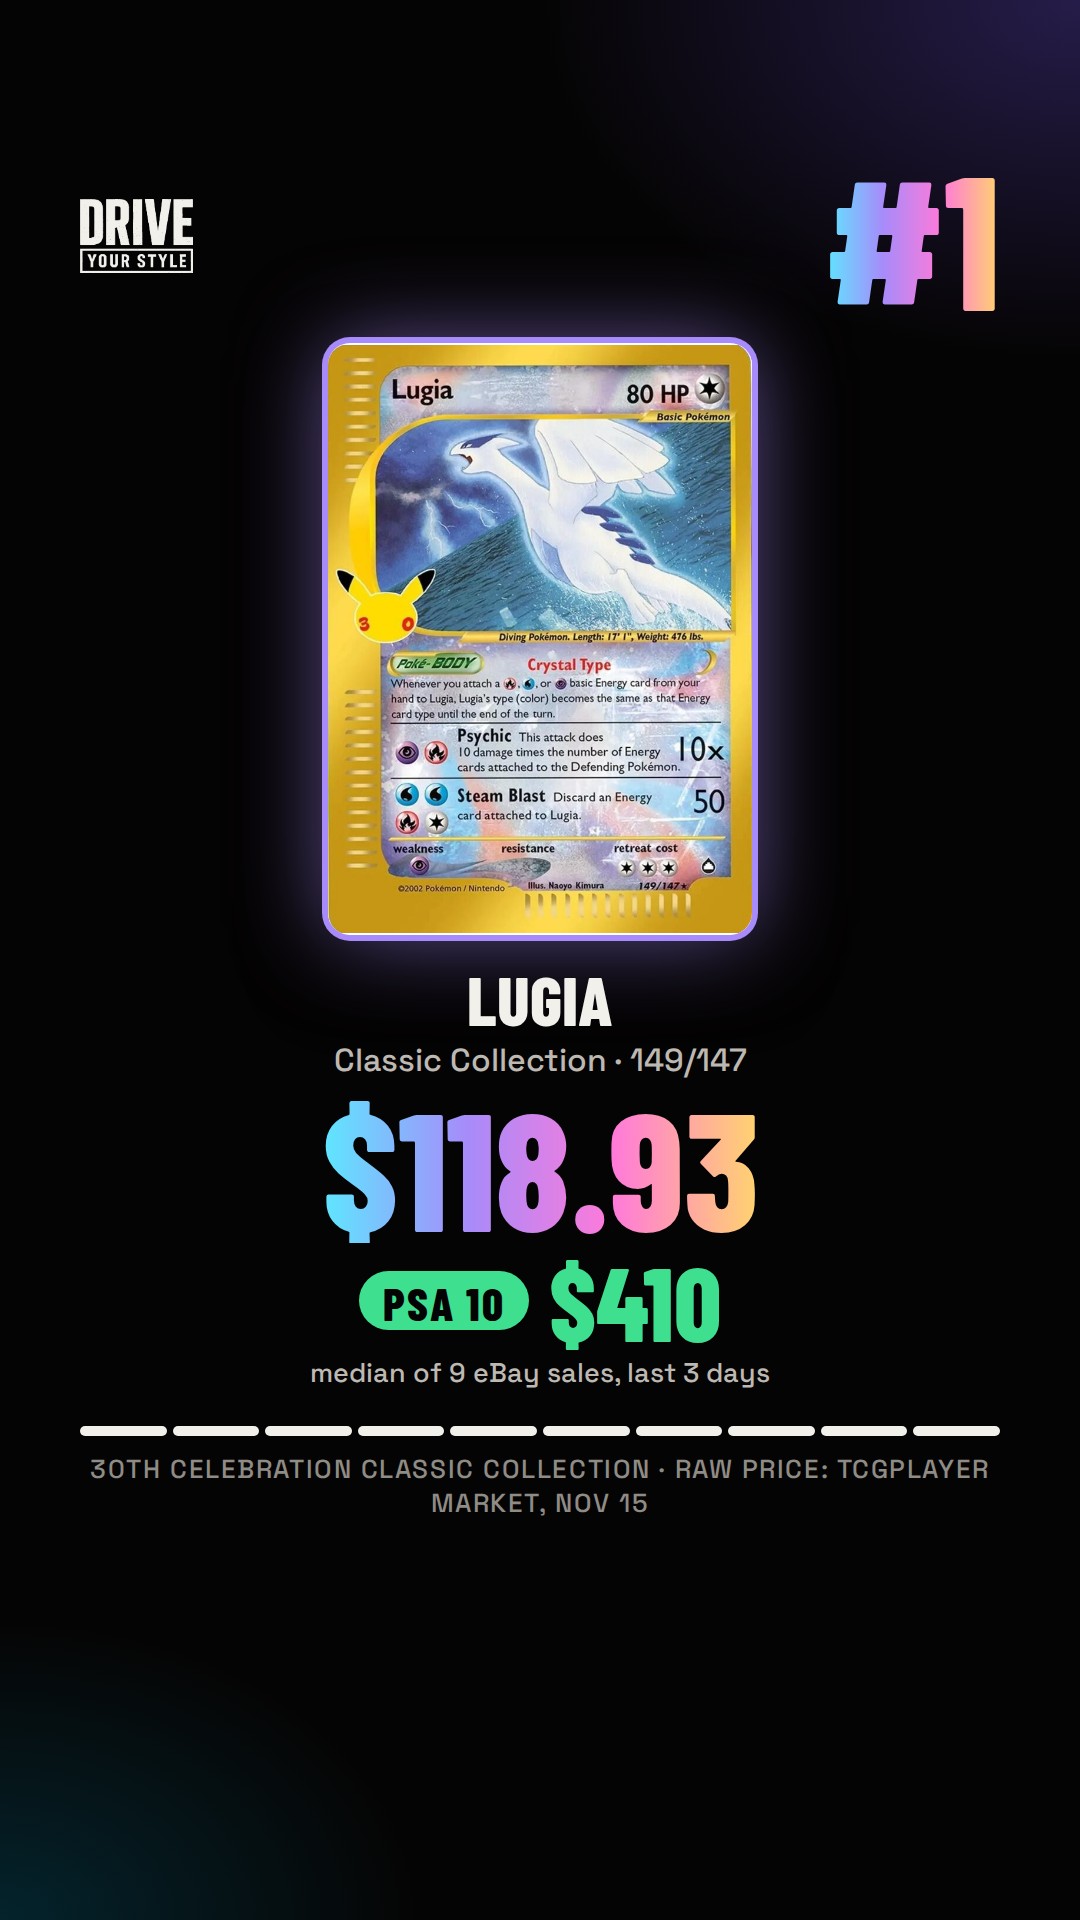 DRIVE
YOUR STYLE
#1
Lugia
80 HP
Basic Pokémon
30
Diving Pokémon. Length: 17' 1", Weight: 476 lbs.
Poké-BODY
Crystal Type
Whenever you attach a , , or basic Energy card from your
hand to Lugia, Lugia's type (color) becomes the same as that Energy
card type until the end of the turn.
Psychic This attack does
10 damage times the number of Energy
cards attached to the Defending Pokémon.
10x
Steam Blast Discard an Energy
card attached to Lugia.
50
weakness resistance retreat cost
©2002 Pokémon / Nintendo Illus. Naoyo Kimura 149/147★
LUGIA
Classic Collection · 149/147
$118.93
PSA 10 $410
median of 9 eBay sales, last 3 days
30TH CELEBRATION CLASSIC COLLECTION · RAW PRICE: TCGPLAYER
MARKET, NOV 15